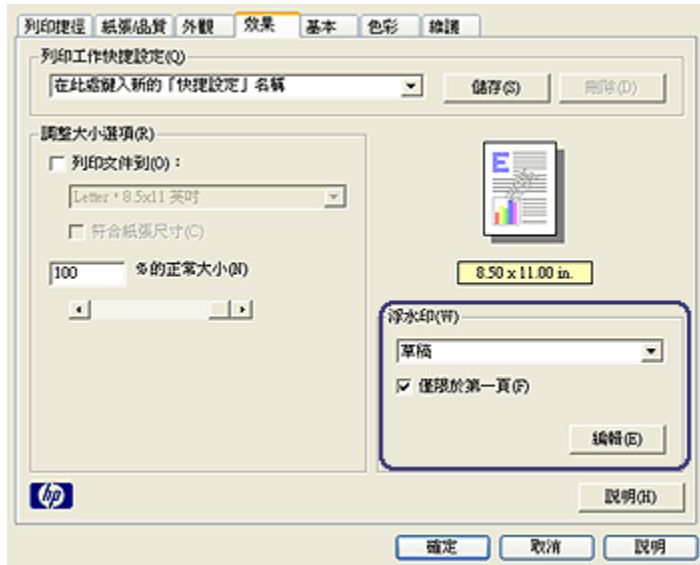 列印捷徑 紙張/品質 外觀 效果 基本 色彩 維護
列印工作快捷設定(Q)
在此處鍵入新的「快捷設定」名稱
儲存(S) 刪除(D)
調整大小選項(R)
列印文件到(O)：
Letter，8.5x11 英吋
符合紙張尺寸(C)
100 %的正常大小(N)
E
8.50 x 11.00 in.
浮水印(W)
草稿
僅限於第一頁(F)
編輯(E)
hp
說明(H)
確定 取消 說明